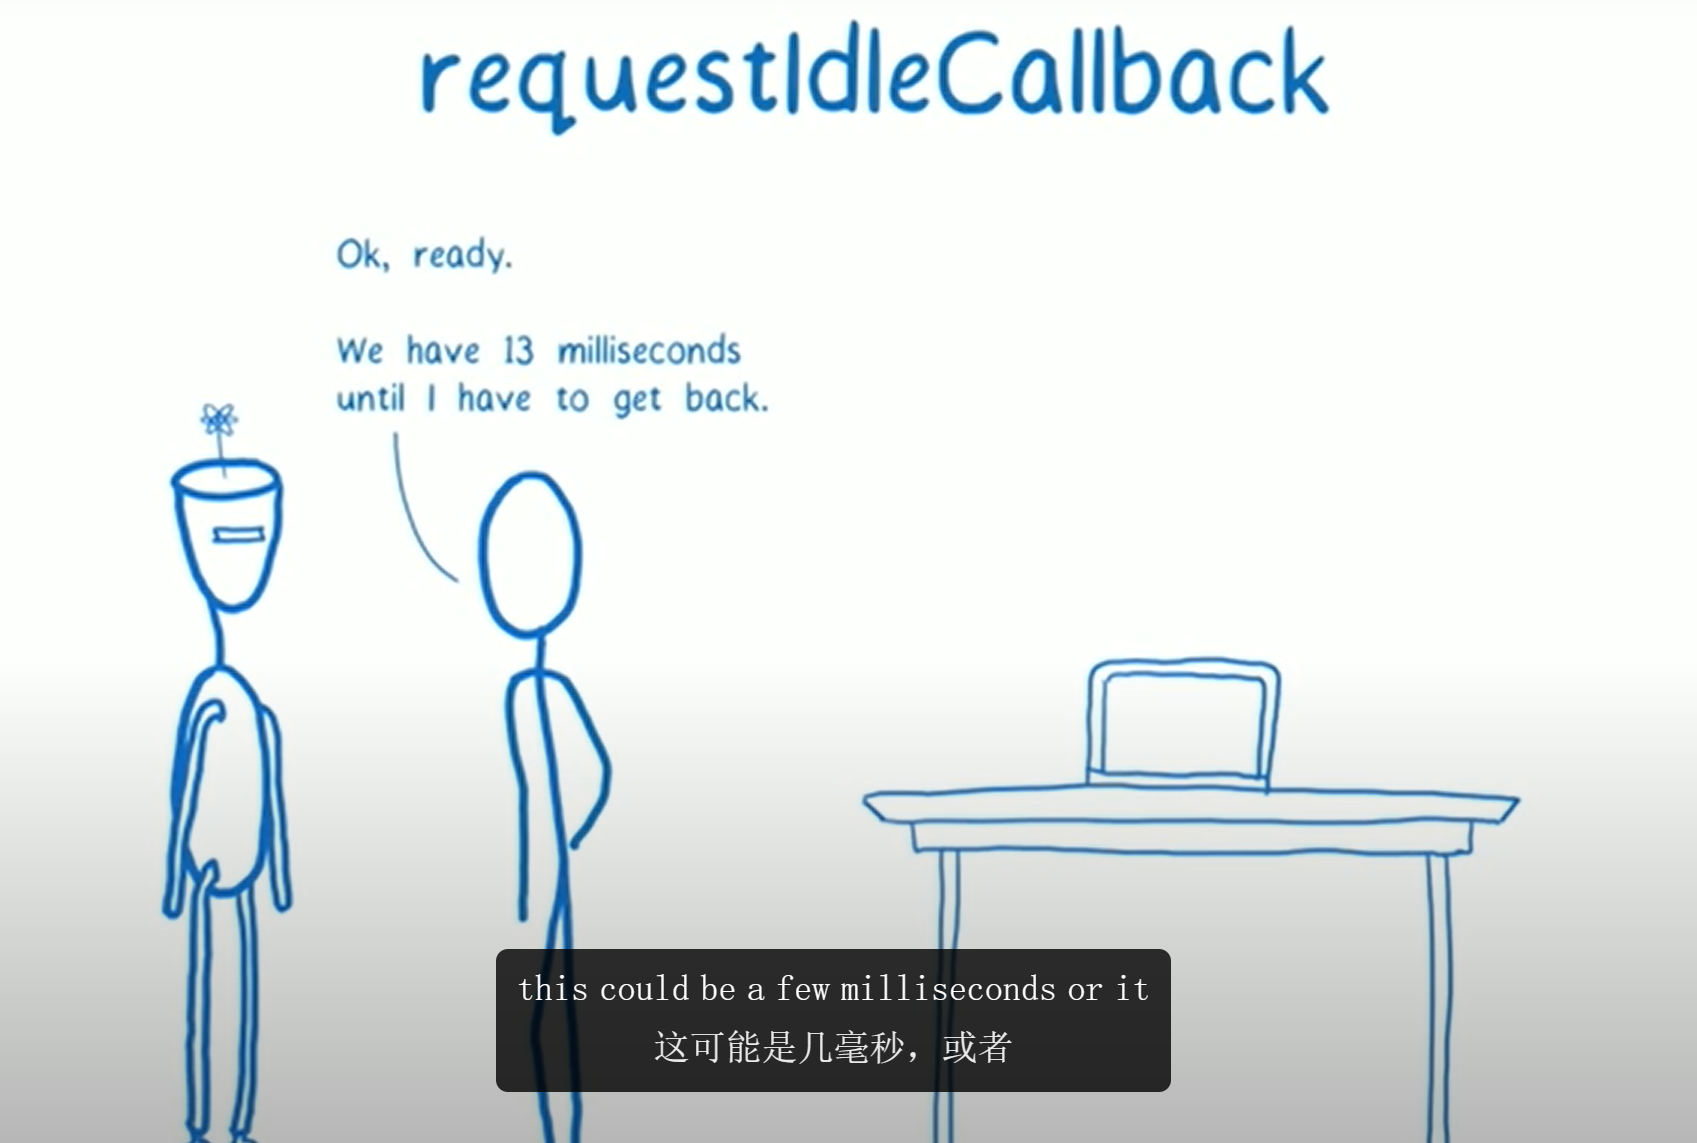 requestIdleCallback
Ok, ready.
We have 13 milliseconds
until I have to get back.
this could be a few milliseconds or it
这可能是几毫秒，或者